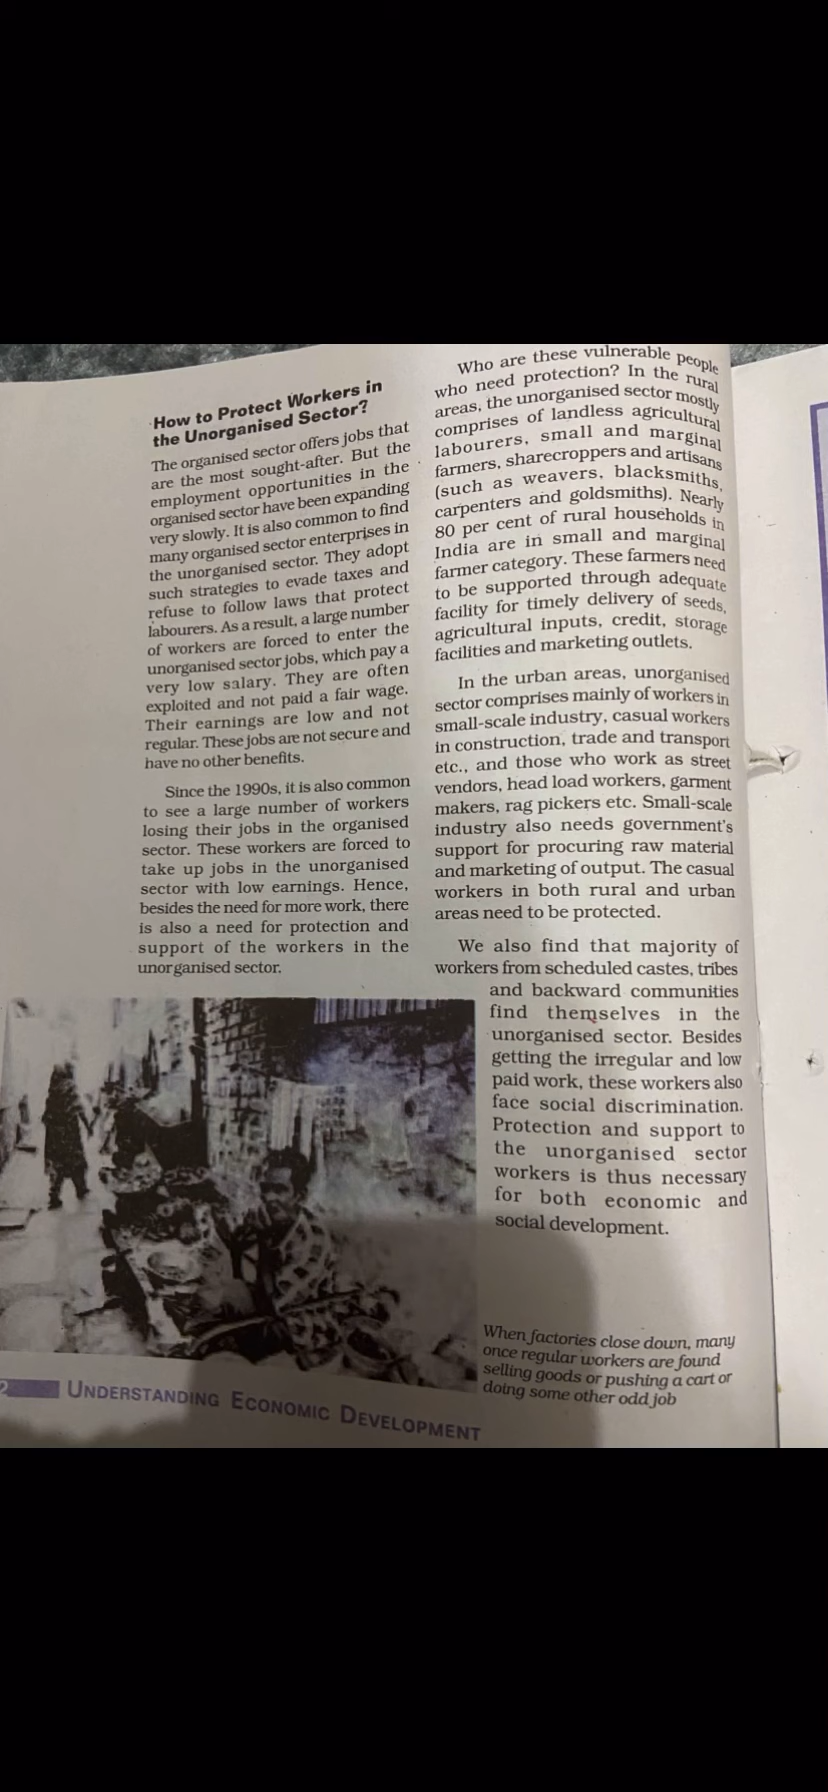 How to Protect Workers in
the Unorganised Sector?
The organised sector offers jobs that
are the most sought-after. But the
employment opportunities in the
organised sector have been expanding
very slowly. It is also common to find
many organised sector enterprises in
the unorganised sector. They adopt
such strategies to evade taxes and
refuse to follow laws that protect
labourers. As a result, a large number
of workers are forced to enter the
unorganised sector jobs, which pay a
very low salary. They are often
exploited and not paid a fair wage.
Their earnings are low and not
regular. These jobs are not secure and
have no other benefits.
Since the 1990s, it is also common
to see a large number of workers
losing their jobs in the organised
sector. These workers are forced to
take up jobs in the unorganised
sector with low earnings. Hence,
besides the need for more work, there
is also a need for protection and
support of the workers in the
unorganised sector.
Who are these vulnerable people
who need protection? In the rural
areas, the unorganised sector mostly
comprises of landless agricultural
labourers, small and marginal
farmers, sharecroppers and artisans
(such as weavers, blacksmiths,
carpenters and goldsmiths). Nearly
80 per cent of rural households in
India are in small and marginal
farmer category. These farmers need
to be supported through adequate
facility for timely delivery of seeds,
agricultural inputs, credit, storage
facilities and marketing outlets.
In the urban areas, unorganised
sector comprises mainly of workers in
small-scale industry, casual workers
in construction, trade and transport
etc., and those who work as street
vendors, head load workers, garment
makers, rag pickers etc. Small-scale
industry also needs government's
support for procuring raw material
and marketing of output. The casual
workers in both rural and urban
areas need to be protected.
We also find that majority of
workers from scheduled castes, tribes
and backward communities
find themselves in the
unorganised sector. Besides
getting the irregular and low
paid work, these workers also
face social discrimination.
Protection and support to
the unorganised sector
workers is thus necessary
for both economic and
social development.
When factories close down, many
once regular workers are found
selling goods or pushing a cart or
doing some other odd job
2 UNDERSTANDING ECONOMIC DEVELOPMENT